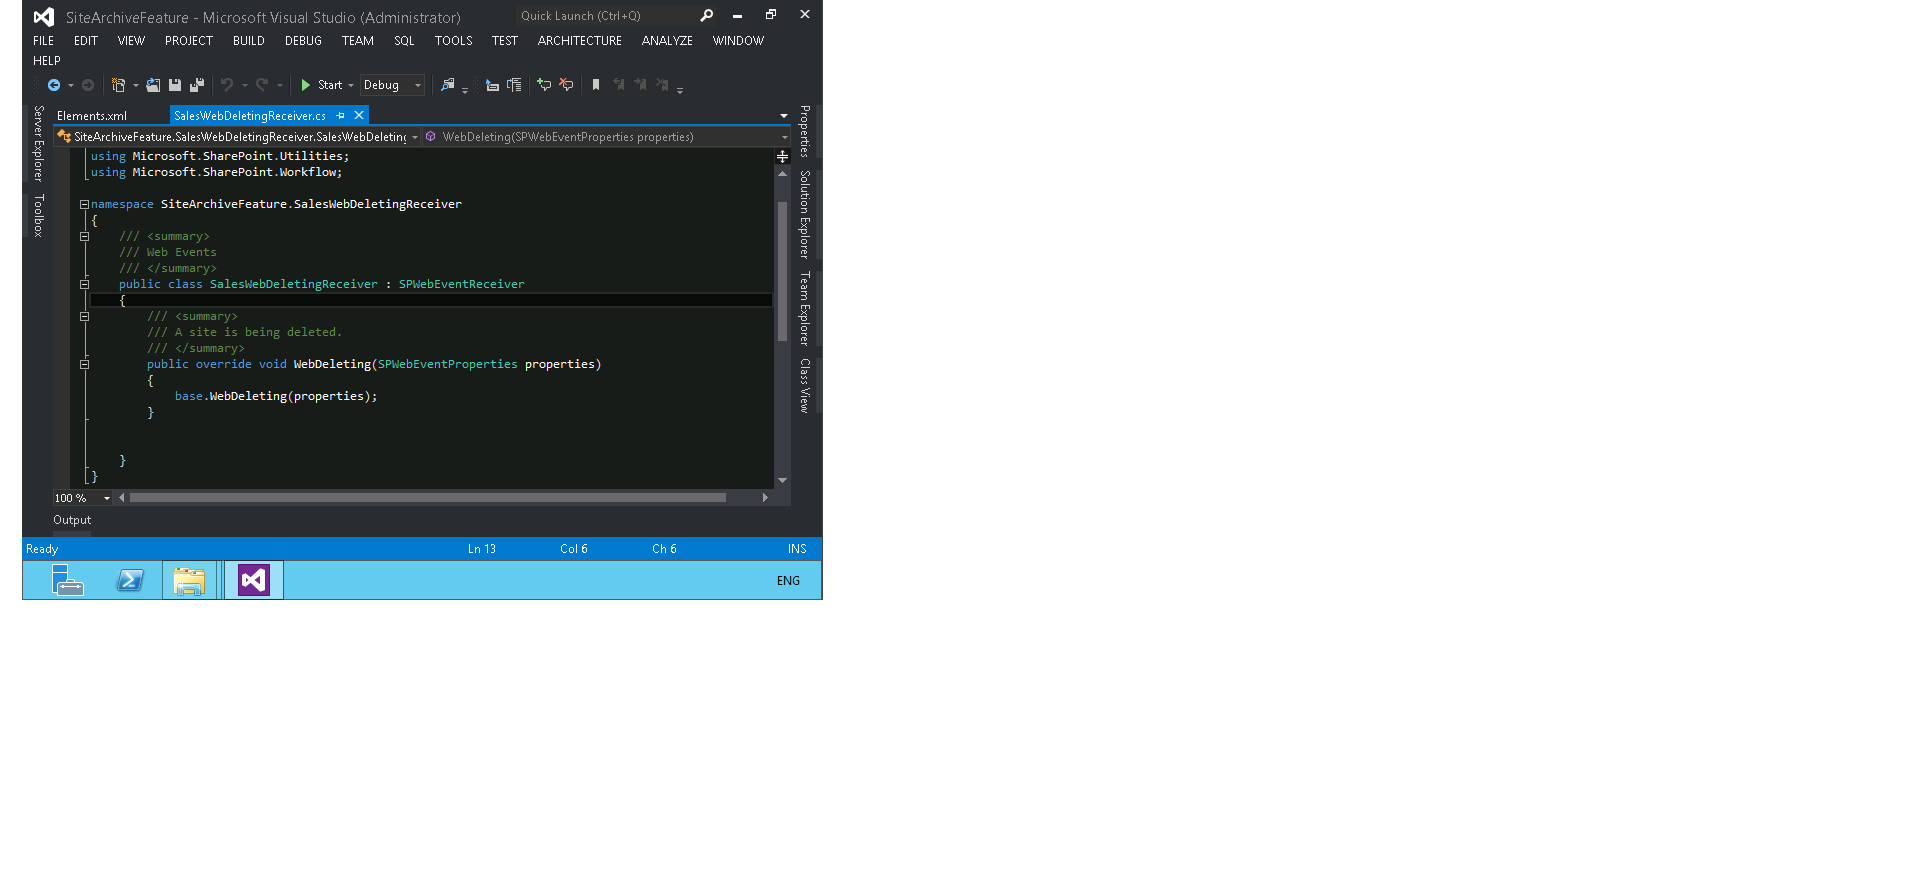 SiteArchiveFeature - Microsoft Visual Studio (Administrator)
Quick Launch (Ctrl+Q)
FILE EDIT VIEW PROJECT BUILD DEBUG TEAM SQL TOOLS TEST ARCHITECTURE ANALYZE WINDOW
HELP
Start Debug
Server Explorer
Toolbox
Elements.xml SalesWebDeletingReceiver.cs
SiteArchiveFeature.SalesWebDeletingReceiver.SalesWebDeleting WebDeleting(SPWebEventProperties properties)
using Microsoft.SharePoint.Utilities;
using Microsoft.SharePoint.Workflow;
namespace SiteArchiveFeature.SalesWebDeletingReceiver
{
/// <summary>
/// Web Events
/// </summary>
public class SalesWebDeletingReceiver : SPWebEventReceiver
{
/// <summary>
/// A site is being deleted.
/// </summary>
public override void WebDeleting(SPWebEventProperties properties)
{
base.WebDeleting(properties);
}
}
}
100 %
Properties
Solution Explorer
Team Explorer
Class View
Output
Ready Ln 13 Col 6 Ch 6 INS
ENG